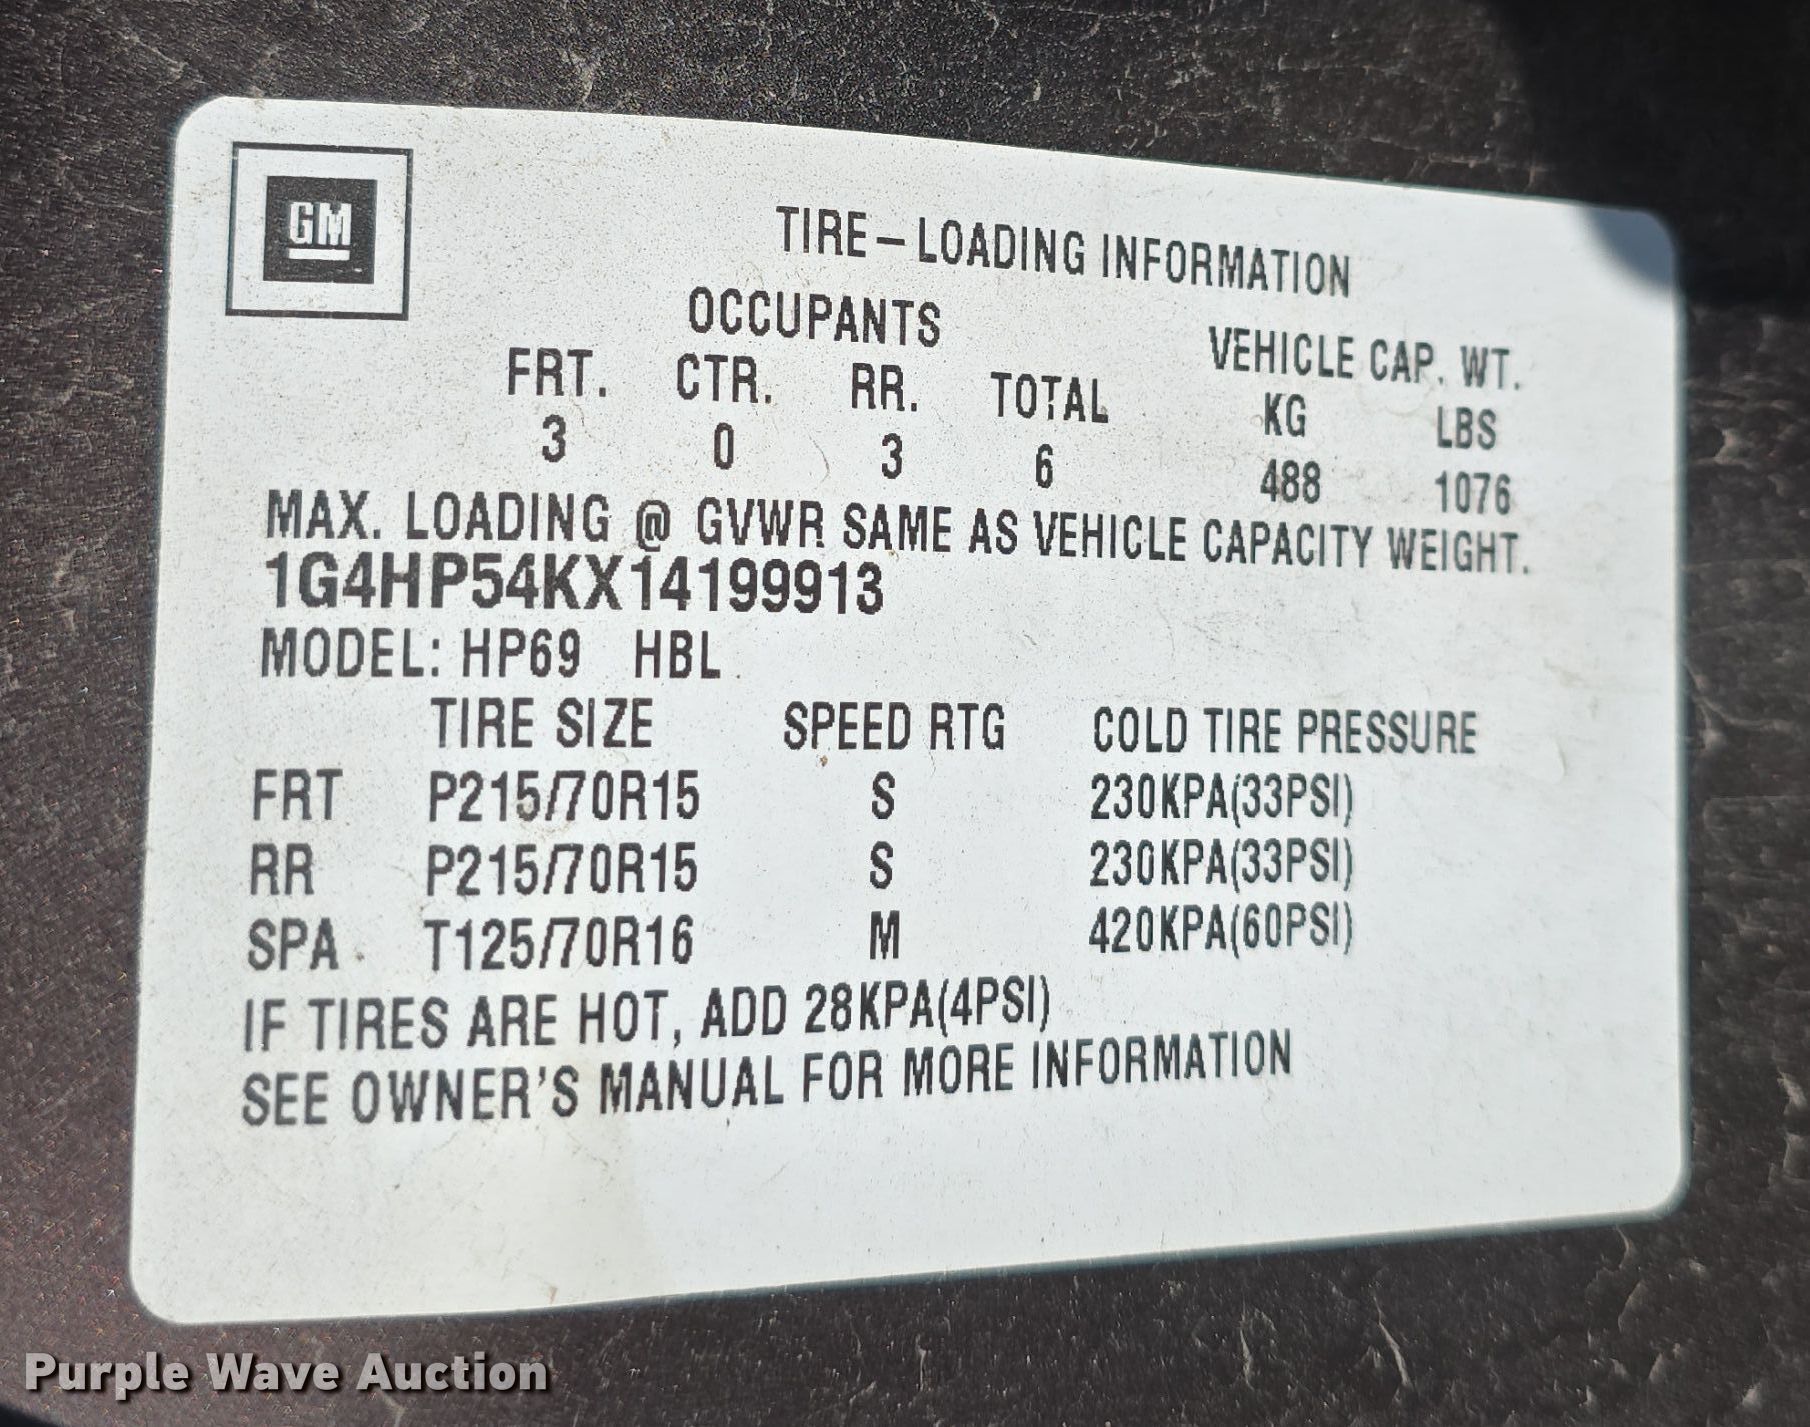 GM
TIRE – LOADING INFORMATION
OCCUPANTS
VEHICLE CAP. WT.
FRT. CTR. RR. TOTAL KG LBS
3 0 3 6 488 1076
MAX. LOADING @ GVWR SAME AS VEHICLE CAPACITY WEIGHT.
1G4HP54KX14199913
MODEL: HP69 HBL
TIRE SIZE SPEED RTG COLD TIRE PRESSURE
FRT P215/70R15 S 230KPA(33PSI)
RR P215/70R15 S 230KPA(33PSI)
SPA T125/70R16 M 420KPA(60PSI)
IF TIRES ARE HOT, ADD 28KPA(4PSI)
SEE OWNER'S MANUAL FOR MORE INFORMATION
Purple Wave Auction